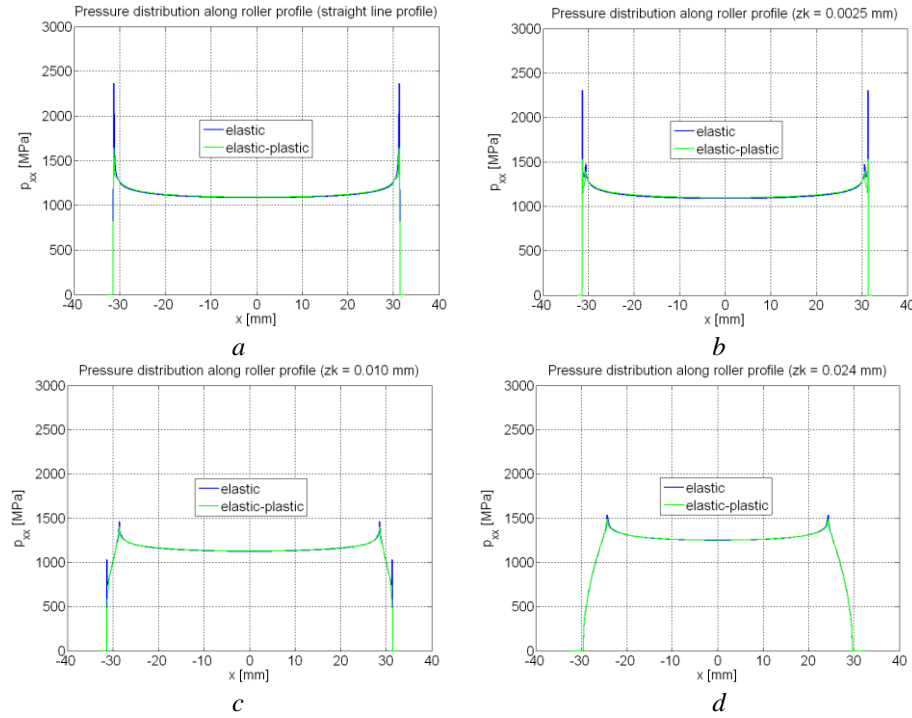 Pressure distribution along roller profile (straight line profile)
3000
2500
2000
1500
1000
500
0
p_xx [MPa]
elastic
elastic-plastic
-40 -30 -20 -10 0 10 20 30 40
x [mm]
a
Pressure distribution along roller profile (zk = 0.0025 mm)
3000
2500
2000
1500
1000
500
0
p_xx [MPa]
elastic
elastic-plastic
-40 -30 -20 -10 0 10 20 30 40
x [mm]
b
Pressure distribution along roller profile (zk = 0.010 mm)
3000
2500
2000
1500
1000
500
0
p_xx [MPa]
elastic
elastic-plastic
-40 -30 -20 -10 0 10 20 30 40
x [mm]
c
Pressure distribution along roller profile (zk = 0.024 mm)
3000
2500
2000
1500
1000
500
0
p_xx [MPa]
elastic
elastic-plastic
-40 -30 -20 -10 0 10 20 30 40
x [mm]
d